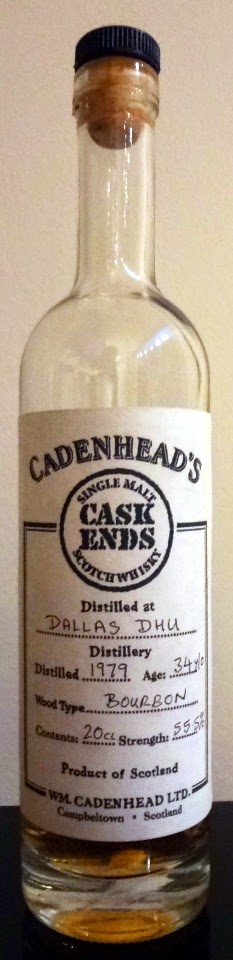 CADENHEAD'S
SINGLE MALT
CASK
ENDS
SCOTCH WHISKY
Distilled at
DALLAS DHU
Distillery
Distilled 1979 Age: 34 y/o
Wood Type BOURBON
Contents: 20cl Strength: 55.5%
Product of Scotland
WM. CADENHEAD LTD.
Campbeltown • Scotland